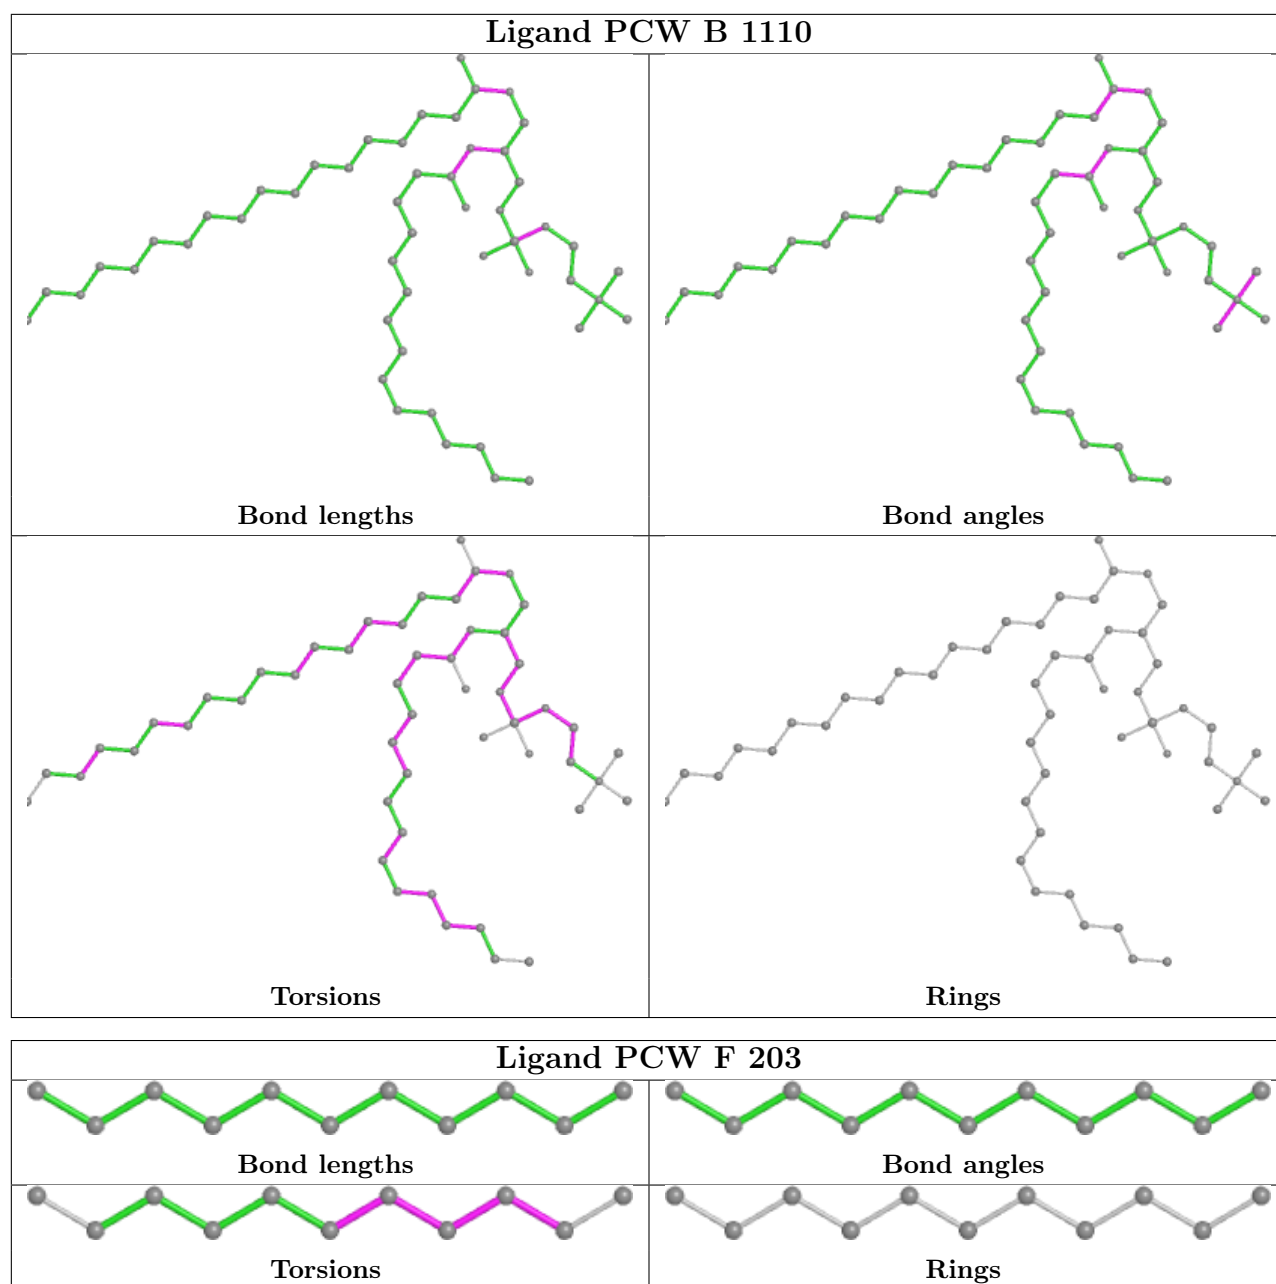 Ligand PCW B 1110
Bond lengths
Bond angles
Torsions
Rings
Ligand PCW F 203
Bond lengths
Bond angles
Torsions
Rings